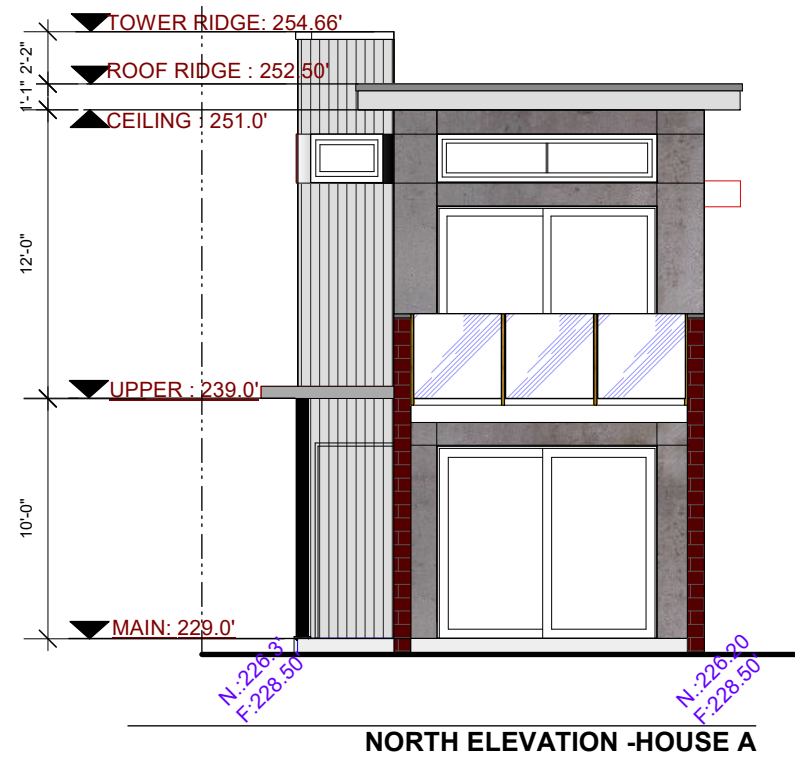 TOWER RIDGE: 254.66'
2'-2"
ROOF RIDGE : 252.50'
1'-1"
CEILING : 251.0'
12'-0"
UPPER : 239.0'
10'-0"
MAIN: 229.0'
N.:226.3'
F:228.50'
N.:226.20
F:228.50'
NORTH ELEVATION -HOUSE A